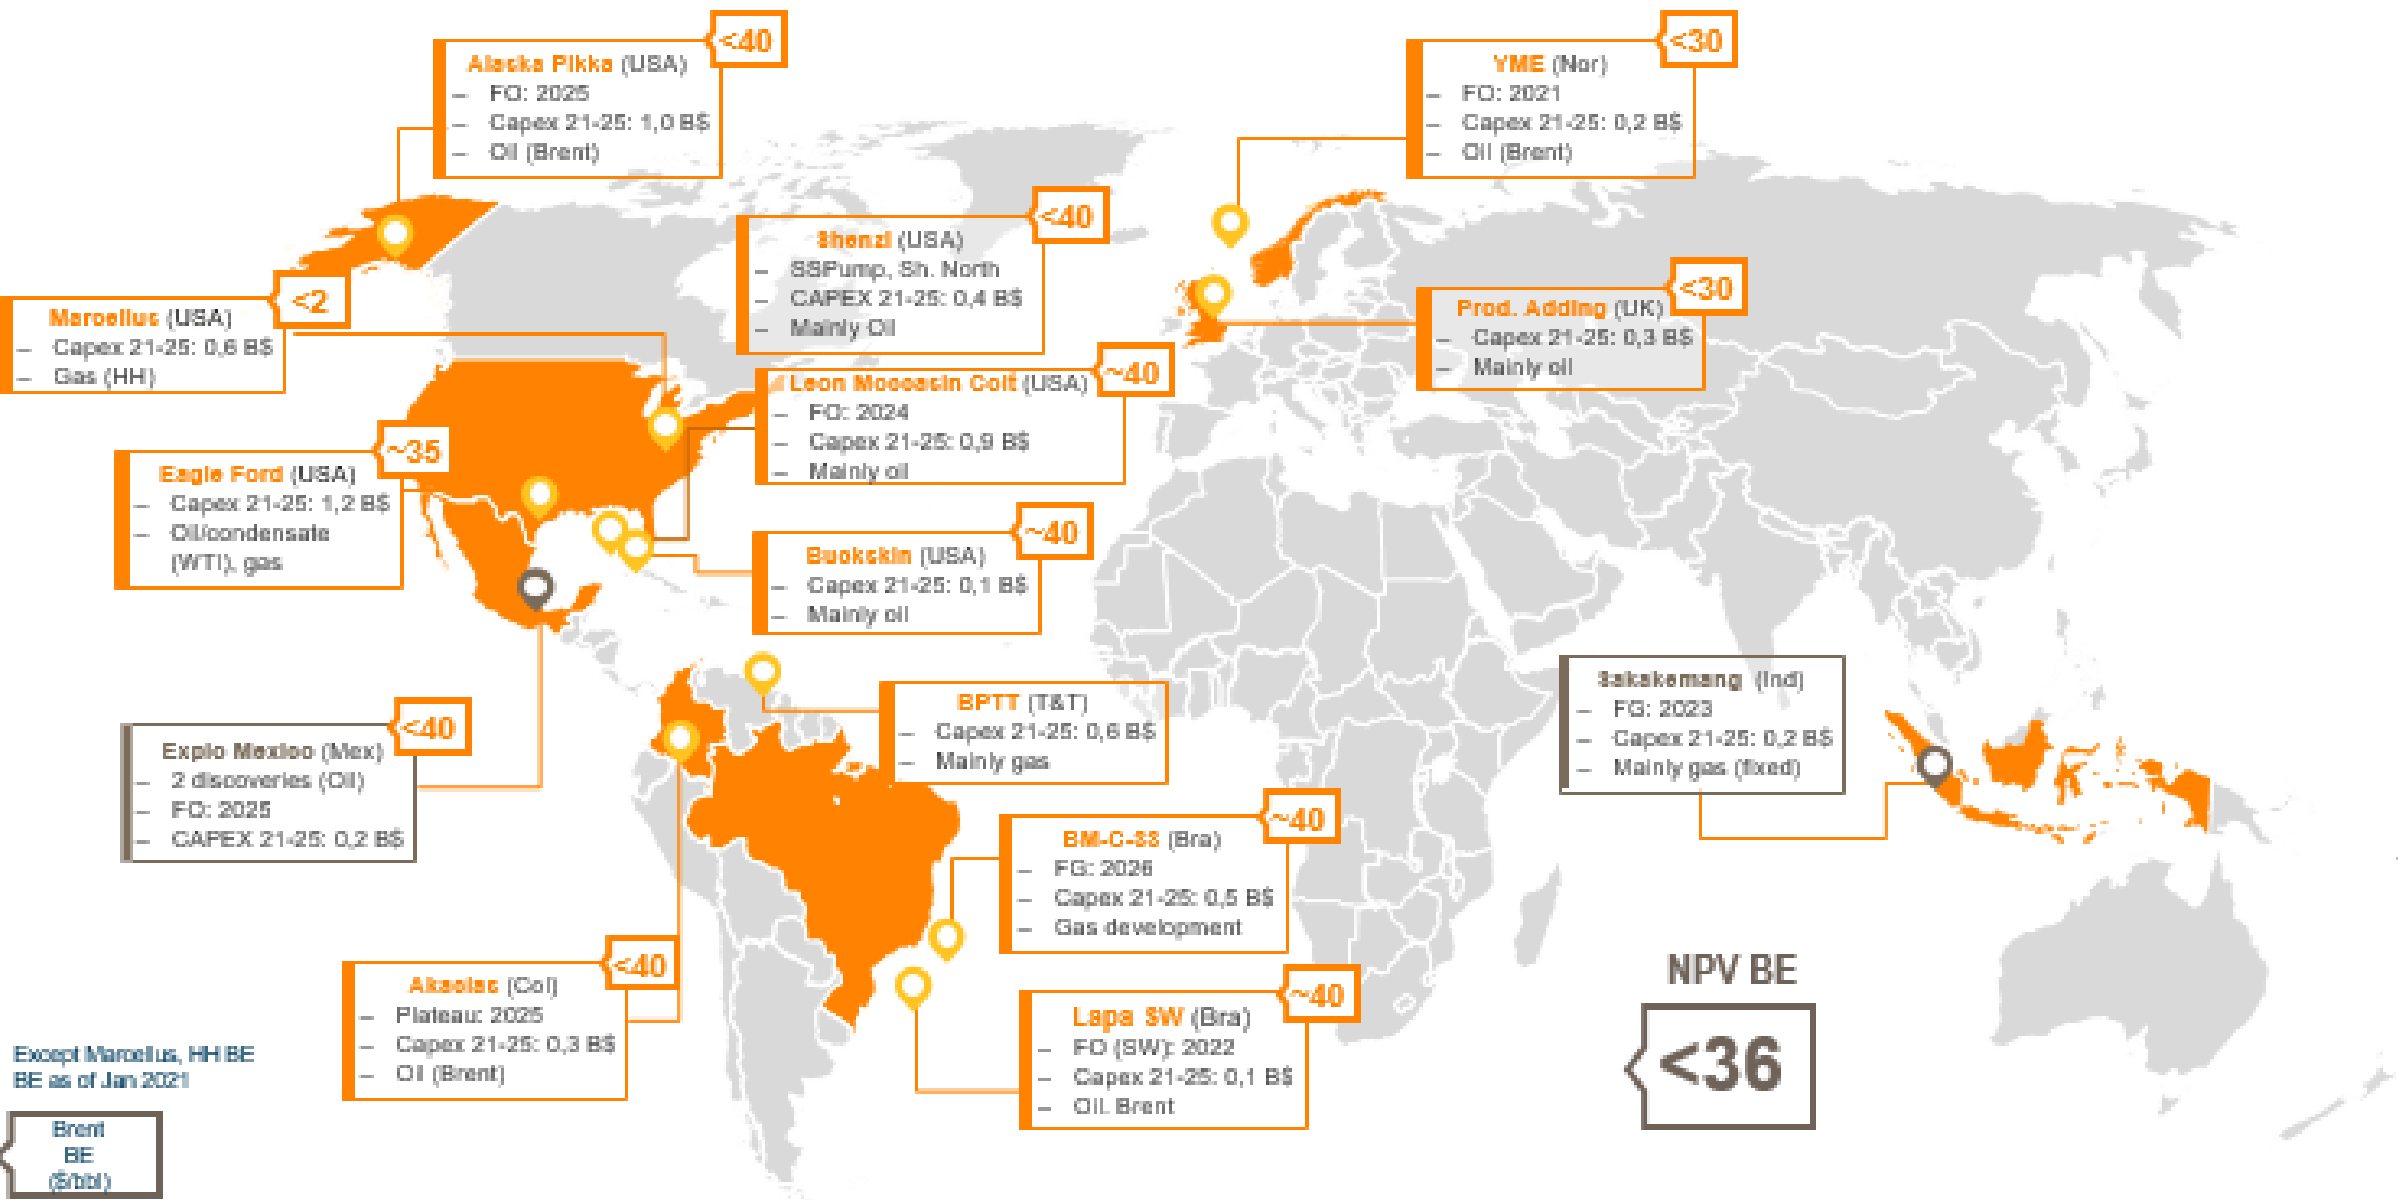 <40
Alaska Pikka (USA)
– FO: 2025
– Capex 21-25: 1,0 B$
– Oil (Brent)
<30
YME (Nor)
– FO: 2021
– Capex 21-25: 0,2 B$
– Oil (Brent)
<40
Shenzi (USA)
– SSPump, Sh. North
– CAPEX 21-25: 0,4 B$
– Mainly Oil
<2
Marcellus (USA)
– Capex 21-25: 0,6 B$
– Gas (HH)
<30
Prod. Adding (UK)
– Capex 21-25: 0,3 B$
– Mainly oil
~40
Leon Moccasin Colt (USA)
– FO: 2024
– Capex 21-25: 0,9 B$
– Mainly oil
~35
Eagle Ford (USA)
– Capex 21-25: 1,2 B$
– Oil/condensate
(WTI), gas
~40
Buckskin (USA)
– Capex 21-25: 0,1 B$
– Mainly oil
BPTT (T&T)
– Capex 21-25: 0,6 B$
– Mainly gas
Sakakemang (Ind)
– FG: 2023
– Capex 21-25: 0,2 B$
– Mainly gas (fixed)
<40
Explo Mexico (Mex)
– 2 discoveries (Oil)
– FO: 2025
– CAPEX 21-25: 0,2 B$
~40
BM-C-33 (Bra)
– FG: 2026
– Capex 21-25: 0,5 B$
– Gas development
<40
Akacias (Col)
– Plateau: 2025
– Capex 21-25: 0,3 B$
– Oil (Brent)
~40
Lapa SW (Bra)
– FO (SW): 2022
– Capex 21-25: 0,1 B$
– Oil. Brent
NPV BE
<36
Except Marcellus, HH BE
BE as of Jan 2021
Brent
BE
($/bbl)